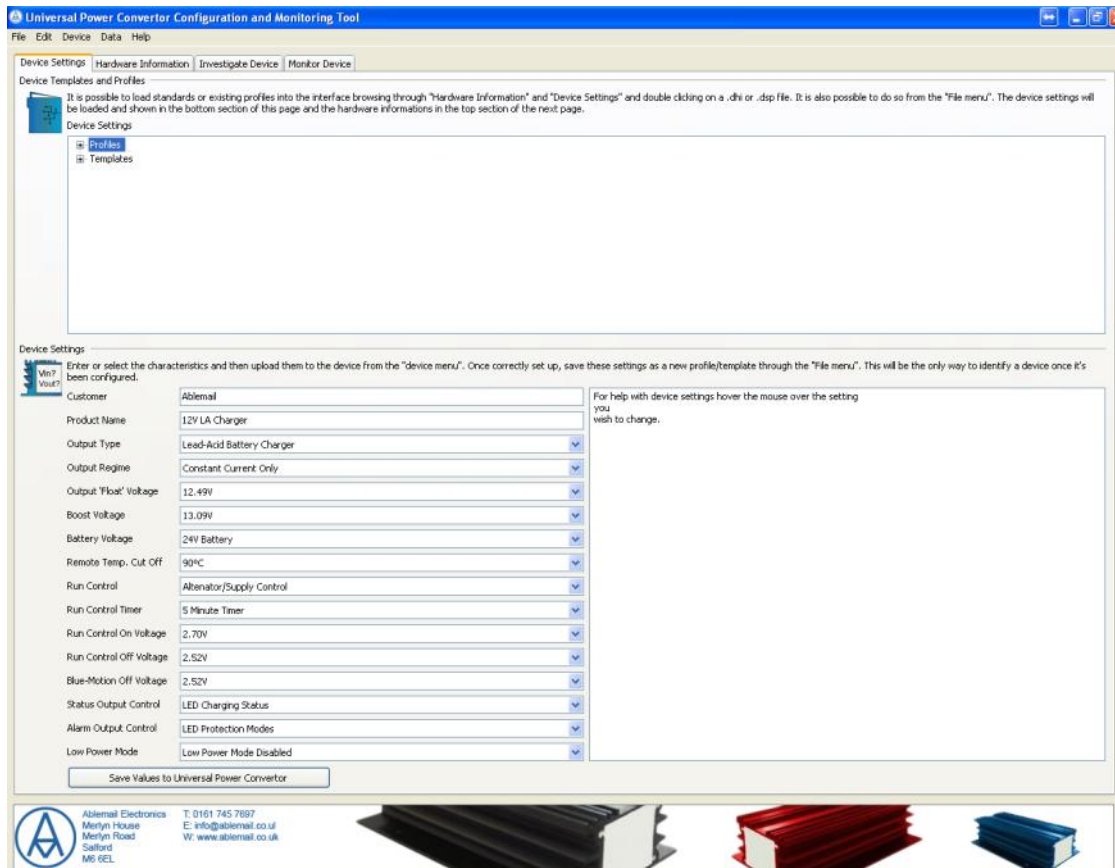 Universal Power Convertor Configuration and Monitoring Tool
File Edit Device Data Help
Device Settings Hardware Information Investigate Device Monitor Device
Device Templates and Profiles
It is possible to load standards or existing profiles into the interface browsing through "Hardware Information" and "Device Settings" and double clicking on a .dhi or .dsp file. It is also possible to do so from the "File menu". The device settings will
be loaded and shown in the bottom section of this page and the hardware informations in the top section of the next page.
Device Settings
Profiles
Templates
Device Settings
Vin?
Vout?
Enter or select the characteristics and then upload them to the device from the "device menu". Once correctly set up, save these settings as a new profile/template through the "File menu". This will be the only way to identify a device once it's
been configured.
Customer Ablemail
Product Name 12V LA Charger
Output Type Lead-Acid Battery Charger
Output Regime Constant Current Only
Output 'Float' Voltage 12.49V
Boost Voltage 13.09V
Battery Voltage 24V Battery
Remote Temp. Cut Off 90ºC
Run Control Altenator/Supply Control
Run Control Timer 5 Minute Timer
Run Control On Voltage 2.70V
Run Control Off Voltage 2.52V
Blue-Motion Off Voltage 2.52V
Status Output Control LED Charging Status
Alarm Output Control LED Protection Modes
Low Power Mode Low Power Mode Disabled
For help with device settings hover the mouse over the setting
you
wish to change.
Save Values to Universal Power Convertor
Ablemail Electronics
Merlyn House
Merlyn Road
Salford
M6 6EL
T: 0161 745 7697
E: info@ablemail.co.ul
W: www.ablemail.co.uk